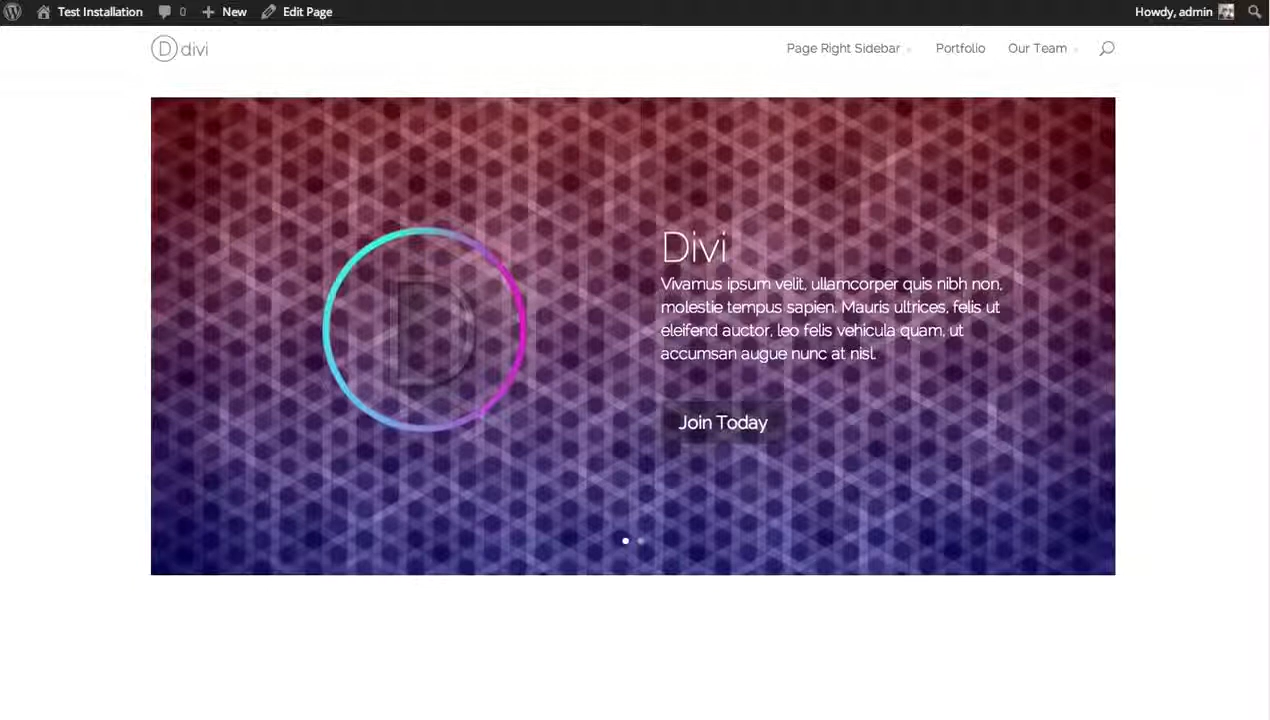 Test Installation 0 New Edit Page Howdy, admin
D divi Page Right Sidebar Portfolio Our Team
D
Divi
Vivamus ipsum velit, ullamcorper quis nibh non,
molestie tempus sapien. Mauris ultrices, felis ut
eleifend auctor, leo felis vehicula quam, ut
accumsan augue nunc at nisl.
Join Today